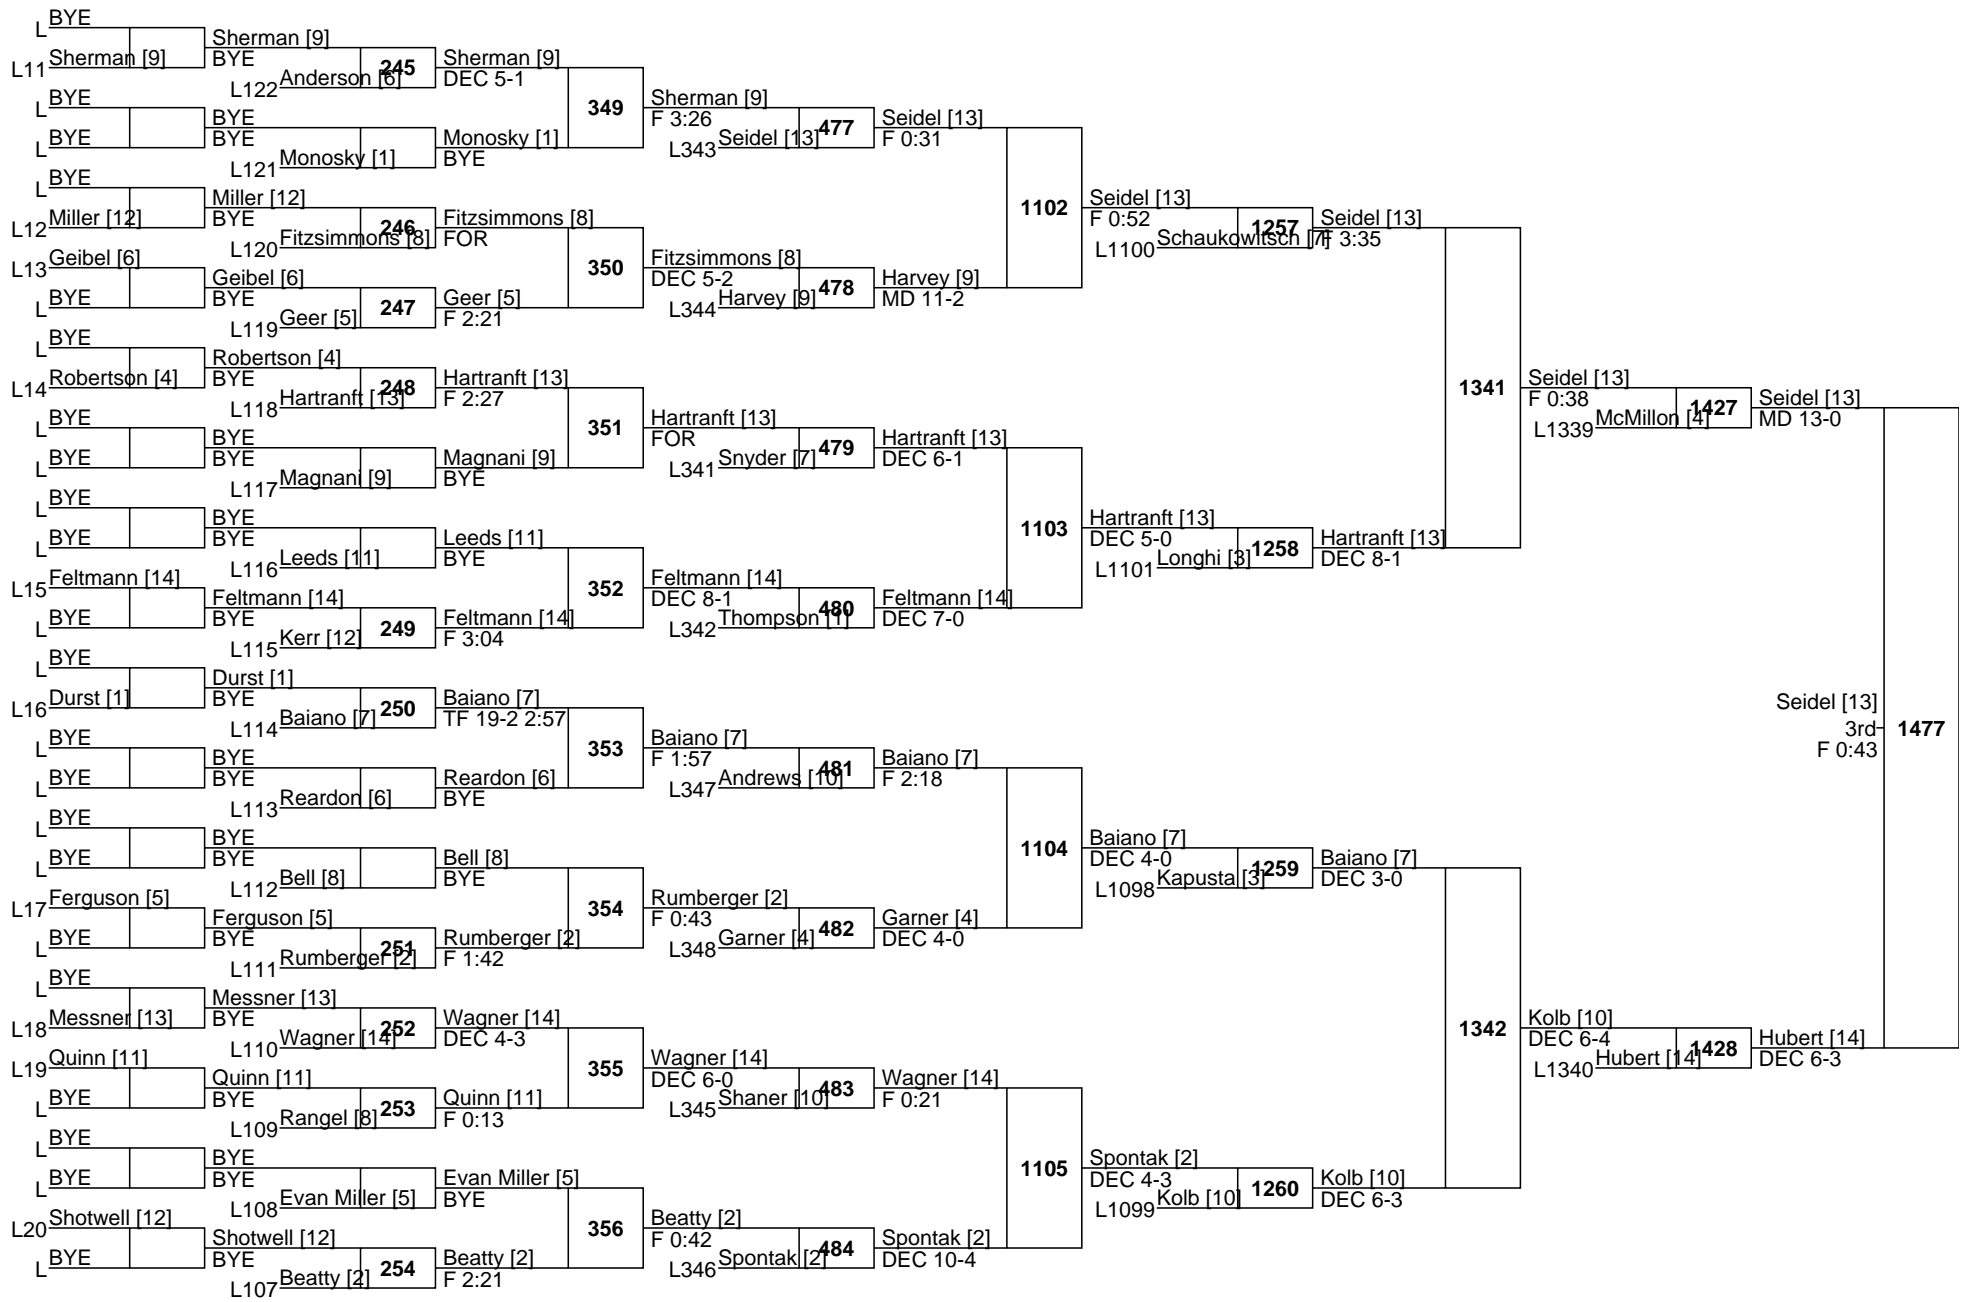 BYE
L
Sherman [9]
L11
Sherman [9]
BYE
Anderson [6]
L122
245
Sherman [9]
DEC 5-1
BYE
L
BYE
L
BYE
BYE
Monosky [1]
L121
Monosky [1]
BYE
349
Sherman [9]
F 3:26
Seidel [13]
L343
477
Seidel [13]
F 0:31
BYE
L
Miller [12]
L12
Miller [12]
BYE
Fitzsimmons [8]
L120
246
Fitzsimmons [8]
FOR
Geibel [6]
L13
BYE
L
Geibel [6]
BYE
Geer [5]
L119
247
Geer [5]
F 2:21
350
Fitzsimmons [8]
DEC 5-2
Harvey [9]
L344
478
Harvey [9]
MD 11-2
1102
Seidel [13]
F 0:52
Schaukowitsch [7]
L1100
1257
Seidel [13]
F 3:35
BYE
L
Robertson [4]
L14
Robertson [4]
BYE
Hartranft [13]
L118
248
Hartranft [13]
F 2:27
BYE
L
BYE
L
BYE
BYE
Magnani [9]
L117
Magnani [9]
BYE
351
Hartranft [13]
FOR
Snyder [7]
L341
479
Hartranft [13]
DEC 6-1
BYE
L
BYE
L
BYE
BYE
Leeds [11]
L116
Leeds [11]
BYE
Feltmann [14]
L15
BYE
L
Feltmann [14]
BYE
Kerr [12]
L115
249
Feltmann [14]
F 3:04
352
Feltmann [14]
DEC 8-1
Thompson [1]
L342
480
Feltmann [14]
DEC 7-0
1103
Hartranft [13]
DEC 5-0
Longhi [3]
L1101
1258
Hartranft [13]
DEC 8-1
1341
Seidel [13]
F 0:38
McMillon [4]
L1339
1427
Seidel [13]
MD 13-0
BYE
L
Durst [1]
L16
Durst [1]
BYE
Baiano [7]
L114
250
Baiano [7]
TF 19-2 2:57
BYE
L
BYE
L
BYE
BYE
Reardon [6]
L113
Reardon [6]
BYE
353
Baiano [7]
F 1:57
Andrews [10]
L347
481
Baiano [7]
F 2:18
BYE
L
BYE
L
BYE
BYE
Bell [8]
L112
Bell [8]
BYE
Ferguson [5]
L17
BYE
L
Ferguson [5]
BYE
Rumberger [2]
L111
251
Rumberger [2]
F 1:42
354
Rumberger [2]
F 0:43
Garner [4]
L348
482
Garner [4]
DEC 4-0
1104
Baiano [7]
DEC 4-0
Kapusta [3]
L1098
1259
Baiano [7]
DEC 3-0
BYE
L
Messner [13]
L18
Messner [13]
BYE
Wagner [14]
L110
252
Wagner [14]
DEC 4-3
Quinn [11]
L19
BYE
L
Quinn [11]
BYE
Rangel [8]
L109
253
Quinn [11]
F 0:13
355
Wagner [14]
DEC 6-0
Shaner [10]
L345
483
Wagner [14]
F 0:21
BYE
L
BYE
L
BYE
BYE
Evan Miller [5]
L108
Evan Miller [5]
BYE
Shotwell [12]
L20
BYE
L
Shotwell [12]
BYE
Beatty [2]
L107
254
Beatty [2]
F 2:21
356
Beatty [2]
F 0:42
Spontak [2]
L346
484
Spontak [2]
DEC 10-4
1105
Spontak [2]
DEC 4-3
Kolb [10]
L1099
1260
Kolb [10]
DEC 6-3
1342
Kolb [10]
DEC 6-4
Hubert [14]
L1340
1428
Hubert [14]
DEC 6-3
Seidel [13]
3rd
F 0:43
1477